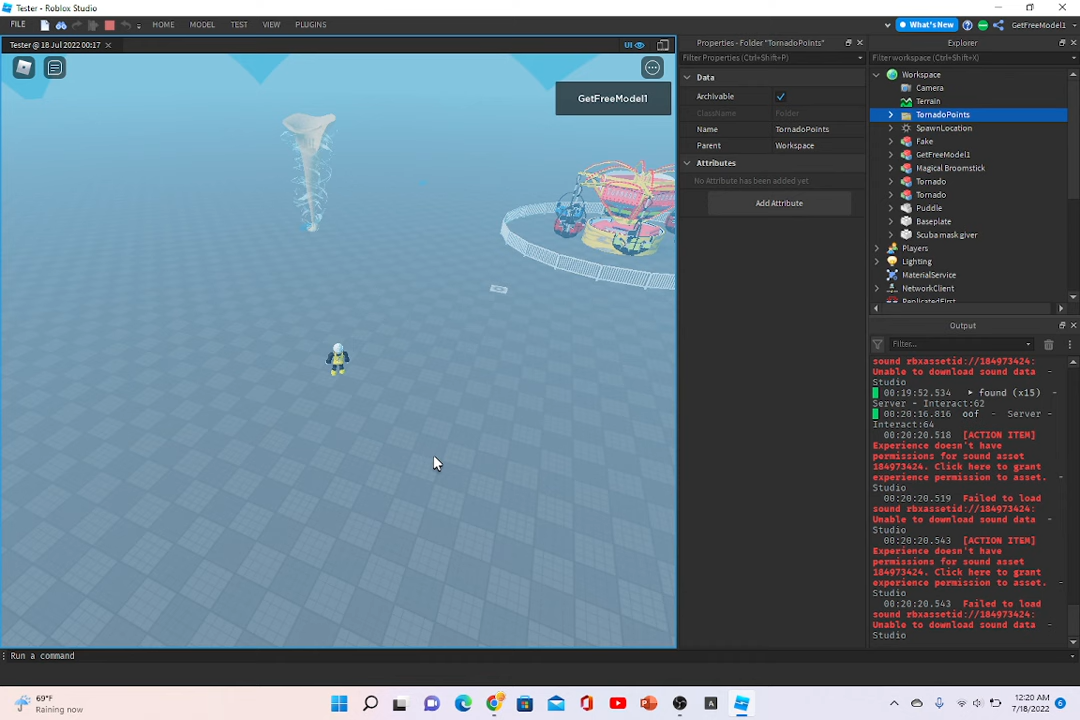 Tester - Roblox Studio
FILE HOME MODEL TEST VIEW PLUGINS What's New GetFreeModel1
Tester @ 18 Jul 2022 00:17 UI
GetFreeModel1
Properties - Folder "TornadoPoints"
Filter Properties (Ctrl+Shift+P)
Data
Archivable
ClassName Folder
Name TornadoPoints
Parent Workspace
Attributes
No Attribute has been added yet
Add Attribute
Explorer
Filter workspace (Ctrl+Shift+X)
Workspace
Camera
Terrain
TornadoPoints
SpawnLocation
Fake
GetFreeModel1
Magical Broomstick
Tornado
Tornado
Puddle
Baseplate
Scuba mask giver
Players
Lighting
MaterialService
NetworkClient
ReplicatedFirst
Output
Filter...
sound rbxassetid://184973424:
Unable to download sound data -
Studio
00:19:52.534 ▸ found (x15) -
Server - Interact:62
00:20:16.816 oof - Server -
Interact:64
00:20:20.518 [ACTION ITEM]
Experience doesn't have
permissions for sound asset
184973424. Click here to grant
experience permission to asset. -
Studio
00:20:20.519 Failed to load
sound rbxassetid://184973424:
Unable to download sound data -
Studio
00:20:20.543 [ACTION ITEM]
Experience doesn't have
permissions for sound asset
184973424. Click here to grant
experience permission to asset. -
Studio
00:20:20.543 Failed to load
sound rbxassetid://184973424:
Unable to download sound data -
Studio
Run a command
69°F
Raining now
12:20 AM
7/18/2022
6